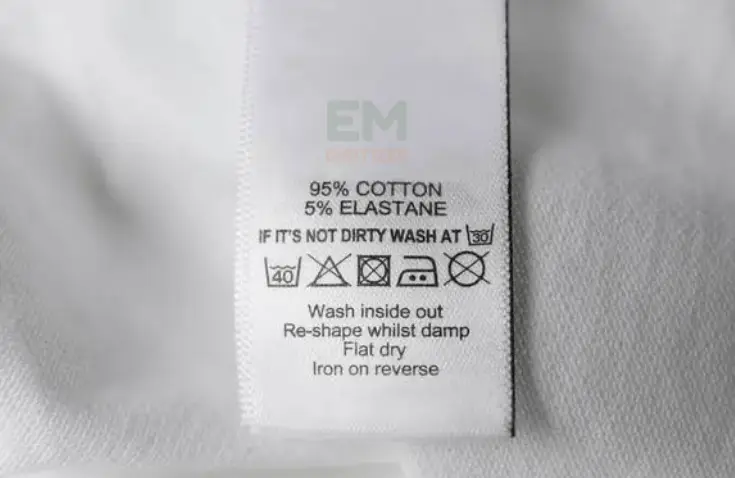 EM
95% COTTON
5% ELASTANE
IF IT'S NOT DIRTY WASH AT 30
40
Wash inside out
Re-shape whilst damp
Flat dry
Iron on reverse